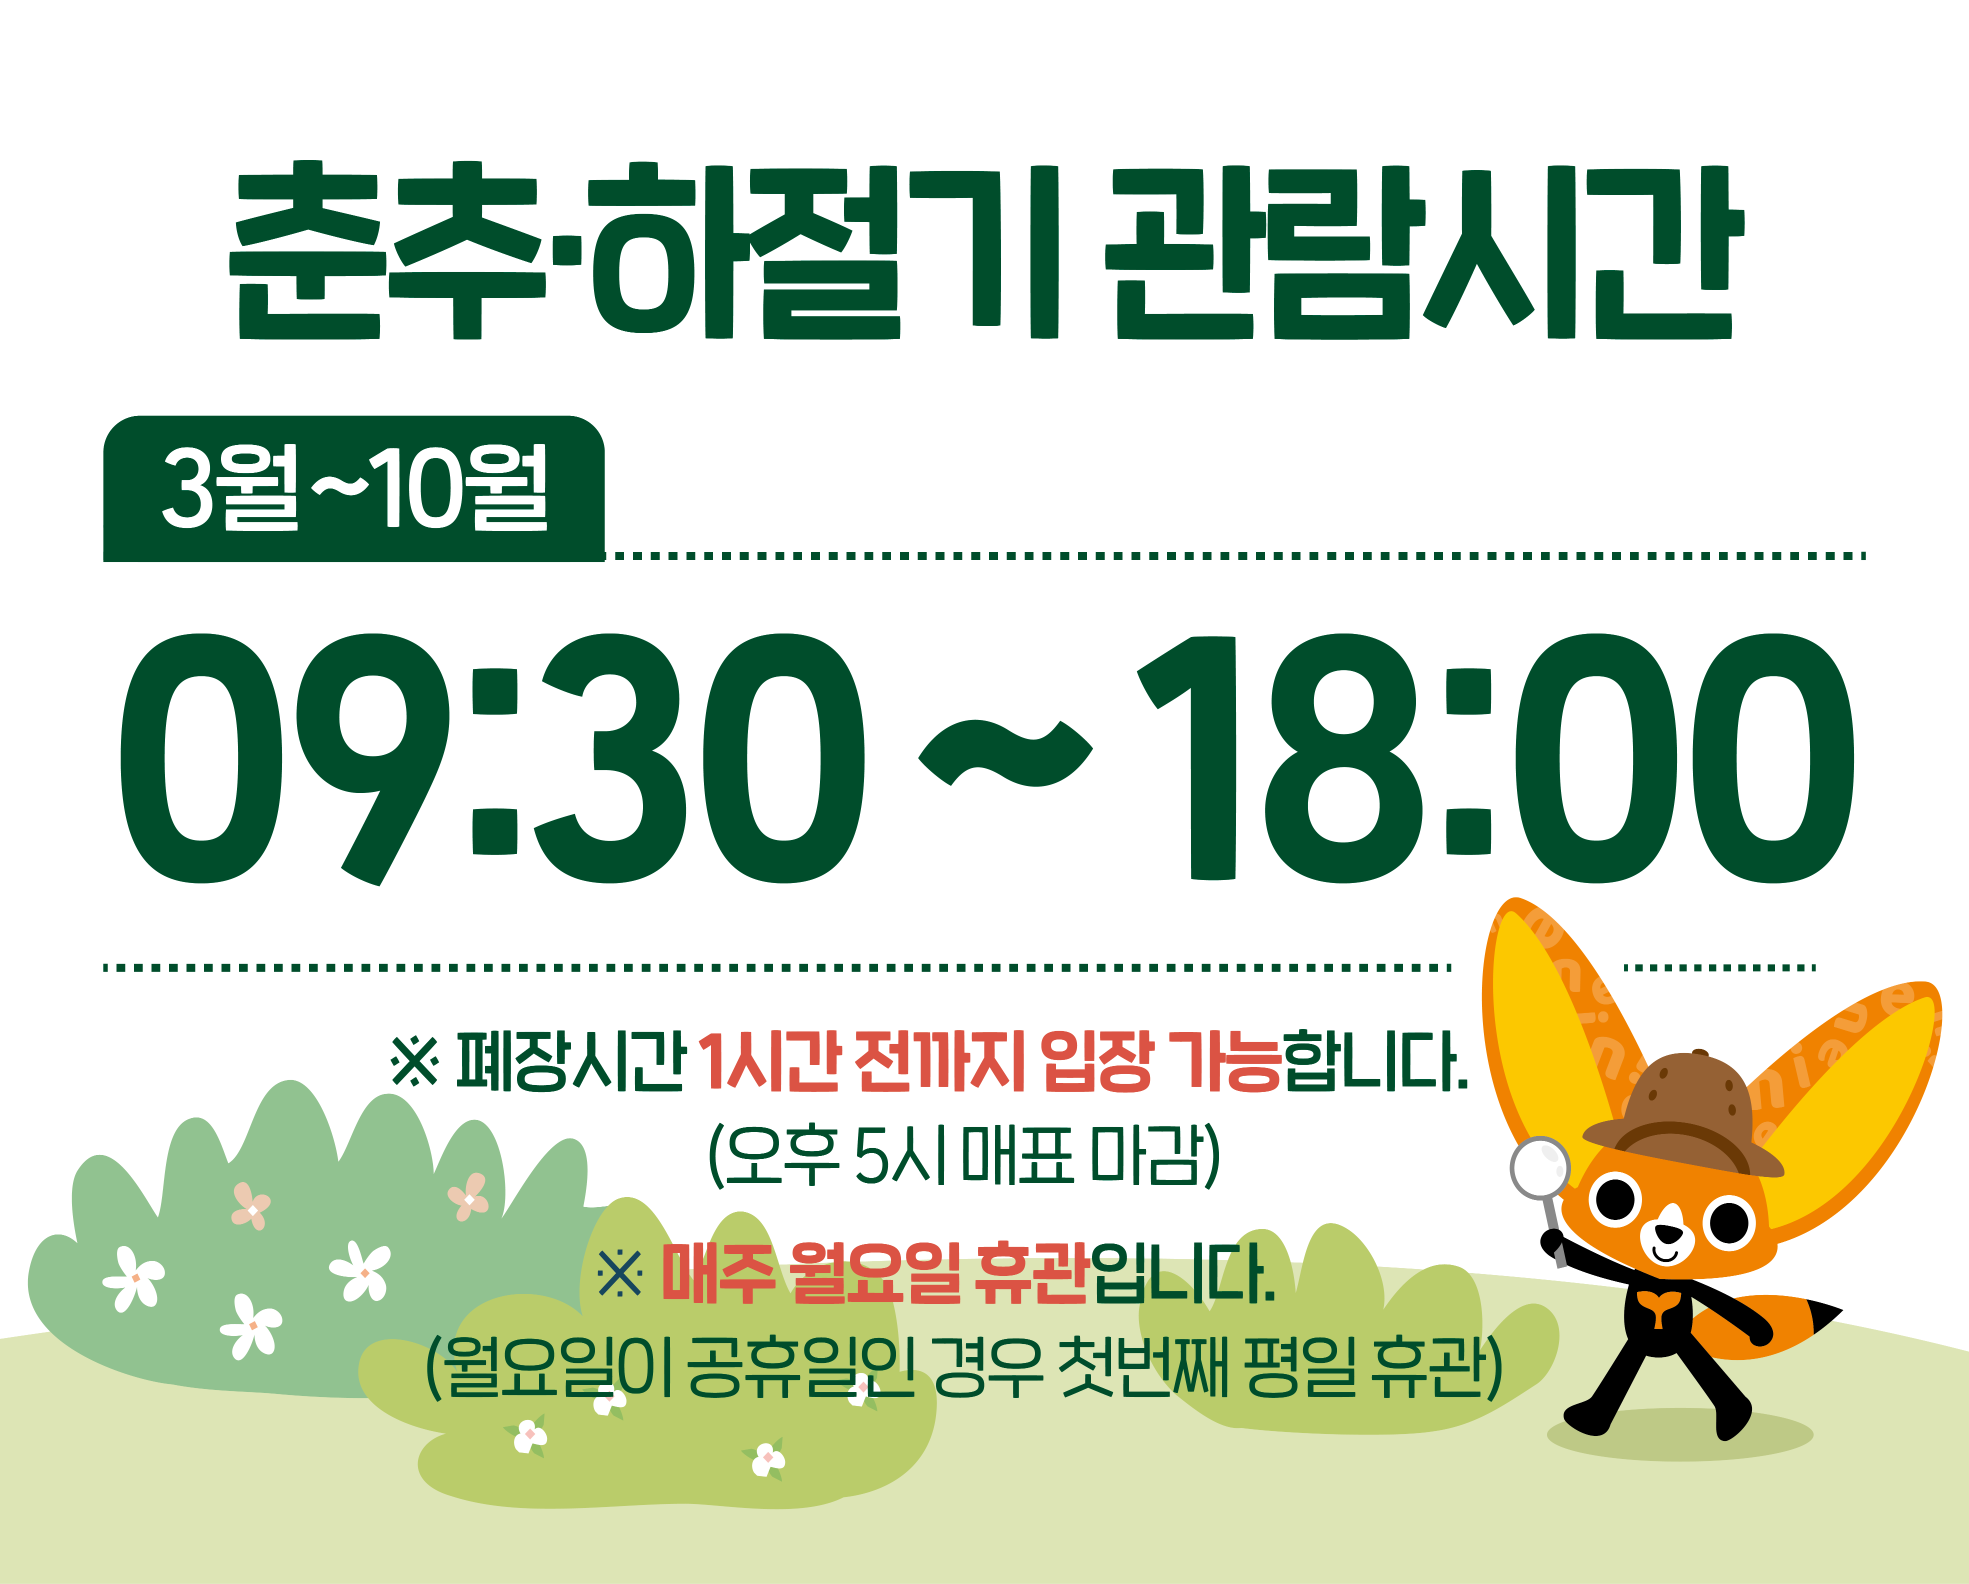 춘추·하절기 관람시간
3월~10월
09:30 ~ 18:00
※ 폐장시간 1시간 전까지 입장 가능합니다.
(오후 5시 매표 마감)
※ 매주 월요일 휴관입니다.
(월요일이 공휴일인 경우 첫번째 평일 휴관)